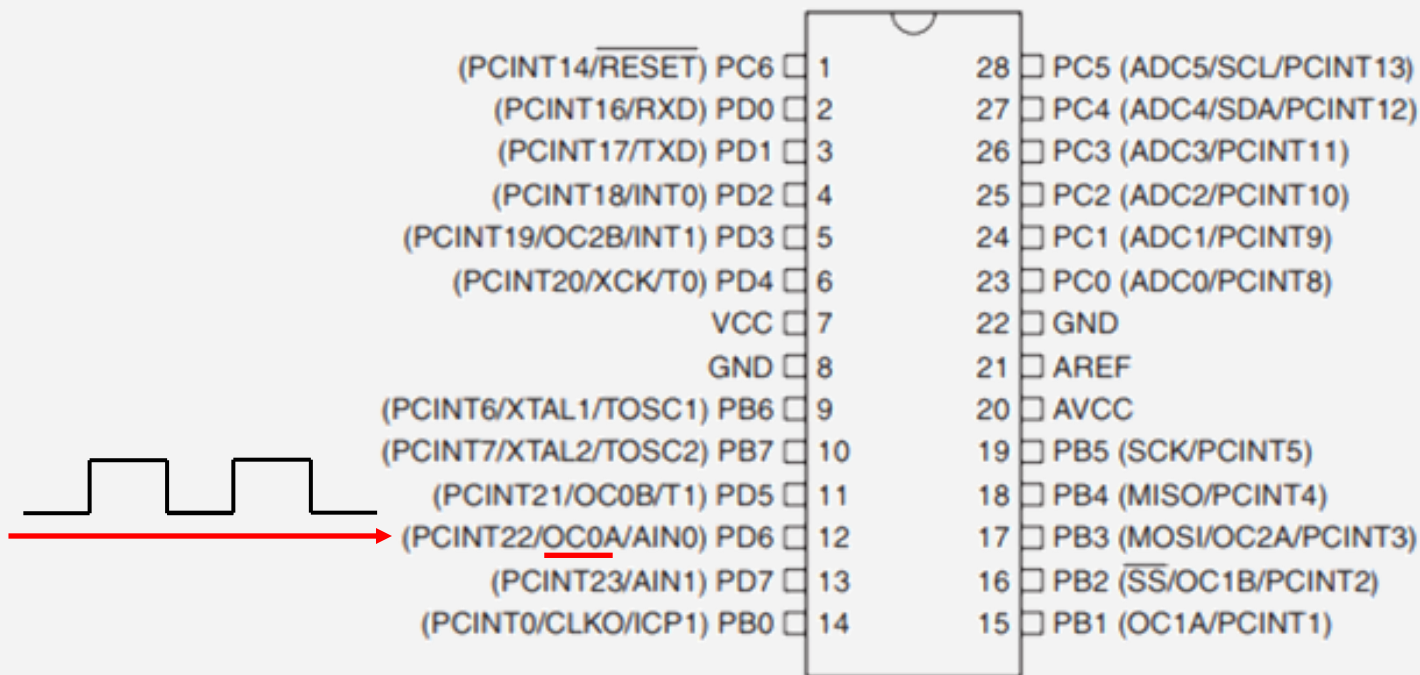 (PCINT14/RESET) PC6 1 28 PC5 (ADC5/SCL/PCINT13)
(PCINT16/RXD) PD0 2 27 PC4 (ADC4/SDA/PCINT12)
(PCINT17/TXD) PD1 3 26 PC3 (ADC3/PCINT11)
(PCINT18/INT0) PD2 4 25 PC2 (ADC2/PCINT10)
(PCINT19/OC2B/INT1) PD3 5 24 PC1 (ADC1/PCINT9)
(PCINT20/XCK/T0) PD4 6 23 PC0 (ADC0/PCINT8)
VCC 7 22 GND
GND 8 21 AREF
(PCINT6/XTAL1/TOSC1) PB6 9 20 AVCC
(PCINT7/XTAL2/TOSC2) PB7 10 19 PB5 (SCK/PCINT5)
(PCINT21/OC0B/T1) PD5 11 18 PB4 (MISO/PCINT4)
(PCINT22/OC0A/AIN0) PD6 12 17 PB3 (MOSI/OC2A/PCINT3)
(PCINT23/AIN1) PD7 13 16 PB2 (SS/OC1B/PCINT2)
(PCINT0/CLKO/ICP1) PB0 14 15 PB1 (OC1A/PCINT1)